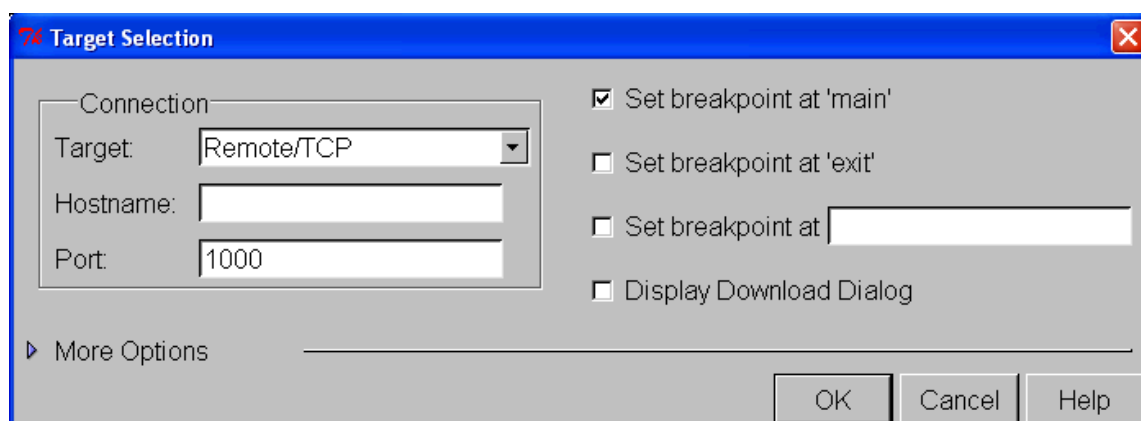 Target Selection
Connection
Target:
Remote/TCP
Hostname:
Port:
1000
Set breakpoint at 'main'
Set breakpoint at 'exit'
Set breakpoint at
Display Download Dialog
More Options
OK
Cancel
Help